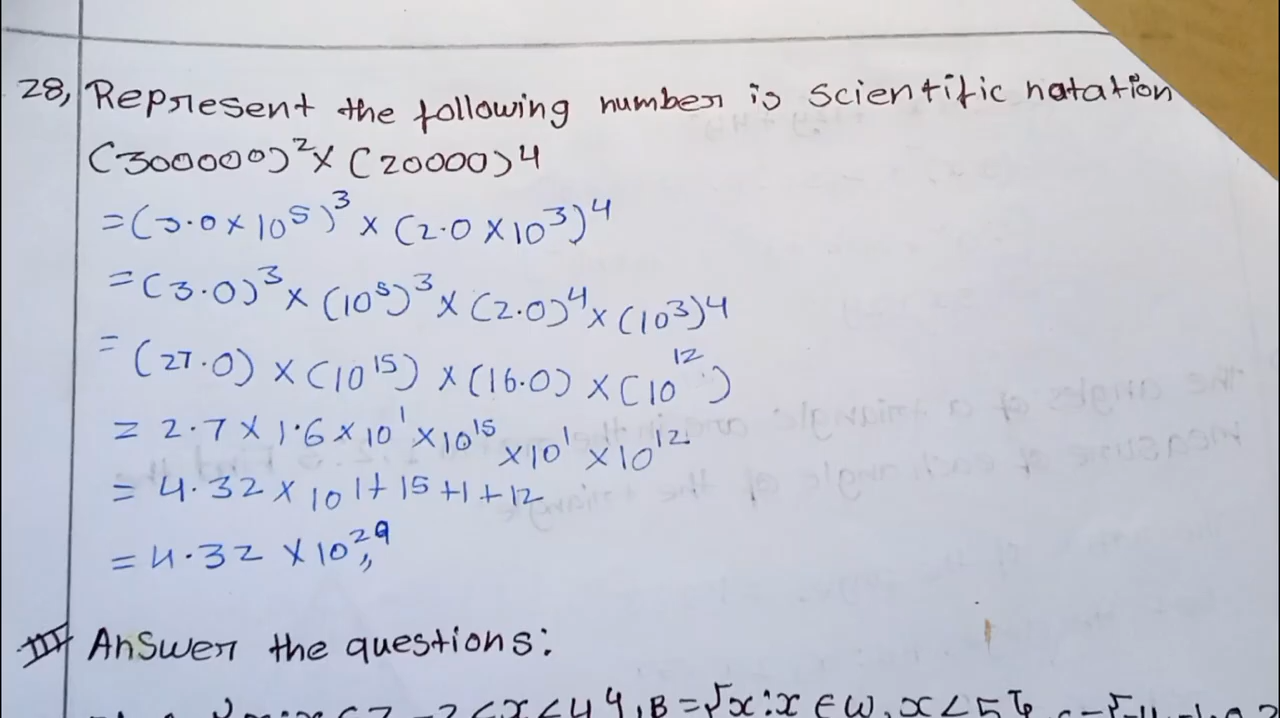 28, Represent the following number is scientific notation
(300000)² × (20000)⁴
= (3.0 × 10⁵)³ × (2.0 × 10³)⁴
= (3.0)³ × (10⁵)³ × (2.0)⁴ × (10³)⁴
= (27.0) × (10¹⁵) × (16.0) × (10¹²)
= 2.7 × 1.6 × 10¹ × 10¹⁵ × 10¹ × 10¹²
= 4.32 × 10¹⁺¹⁵⁺¹⁺¹²
= 4.32 × 10²⁹,,
III Answer the questions: